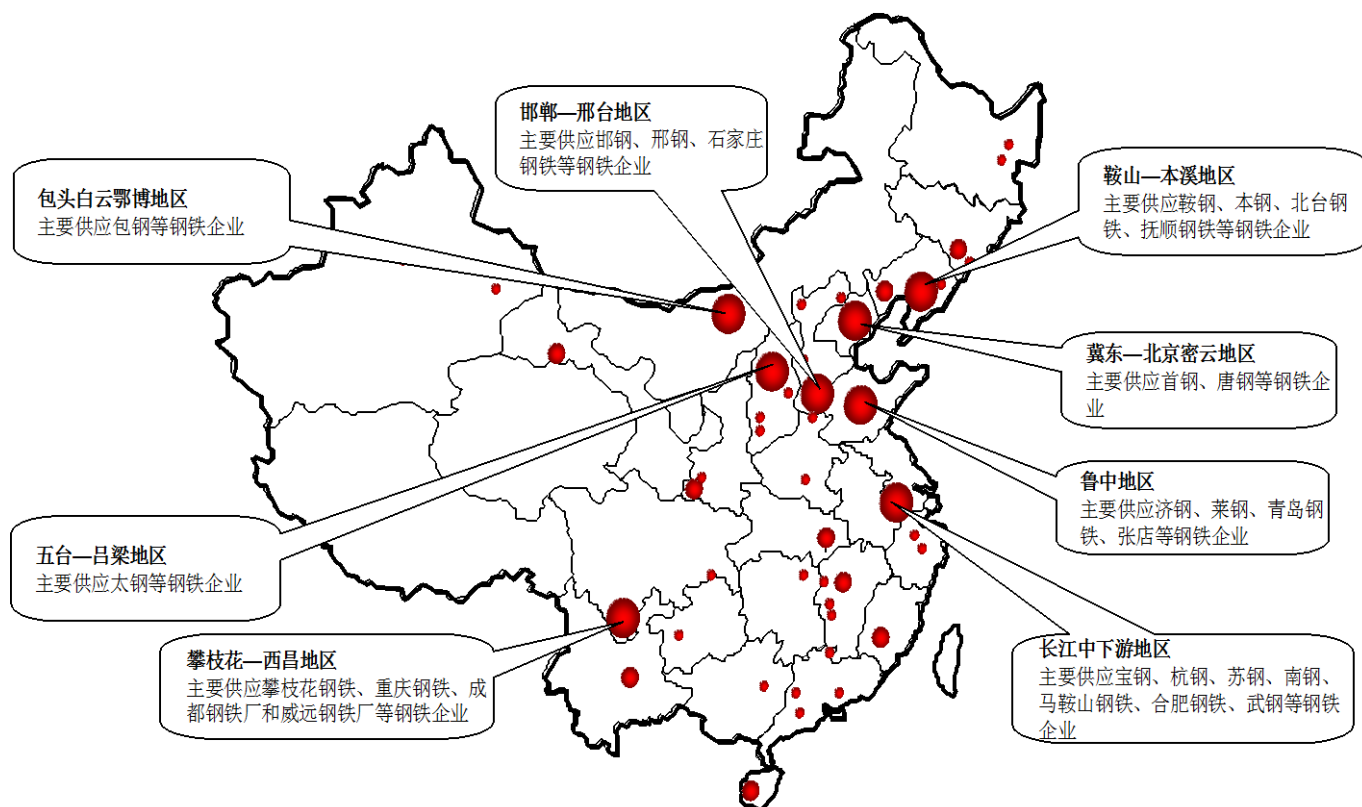 邯郸—邢台地区
主要供应邯钢、邢钢、石家庄
钢铁等钢铁企业
包头白云鄂博地区
主要供应包钢等钢铁企业
鞍山—本溪地区
主要供应鞍钢、本钢、北台钢
铁、抚顺钢铁等钢铁企业
冀东—北京密云地区
主要供应首钢、唐钢等钢铁企
业
鲁中地区
主要供应济钢、莱钢、青岛钢
铁、张店等钢铁企业
五台—吕梁地区
主要供应太钢等钢铁企业
攀枝花—西昌地区
主要供应攀枝花钢铁、重庆钢铁、成
都钢铁厂和威远钢铁厂等钢铁企业
长江中下游地区
主要供应宝钢、杭钢、苏钢、南钢、
马鞍山钢铁、合肥钢铁、武钢等钢铁
企业